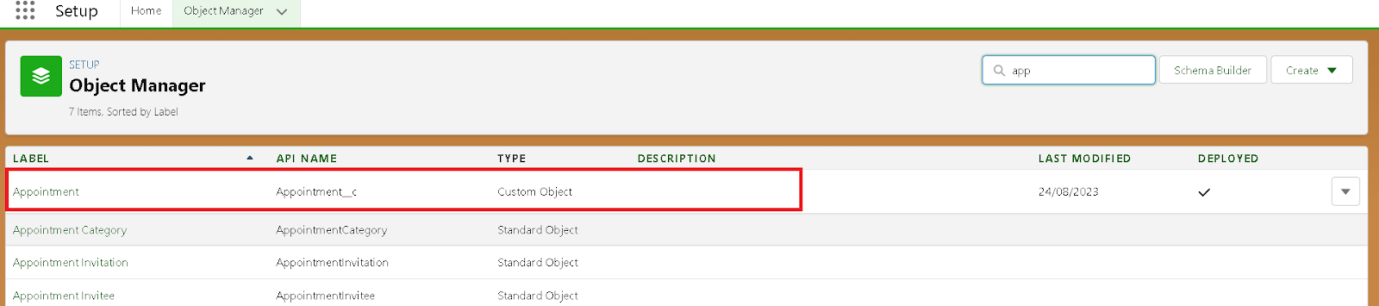 Setup Home Object Manager
SETUP
Object Manager
7 Items, Sorted by Label
app
Schema Builder
Create
LABEL API NAME TYPE DESCRIPTION LAST MODIFIED DEPLOYED
Appointment Appointment__c Custom Object 24/08/2023
Appointment Category AppointmentCategory Standard Object
Appointment Invitation AppointmentInvitation Standard Object
Appointment Invitee AppointmentInvitee Standard Object